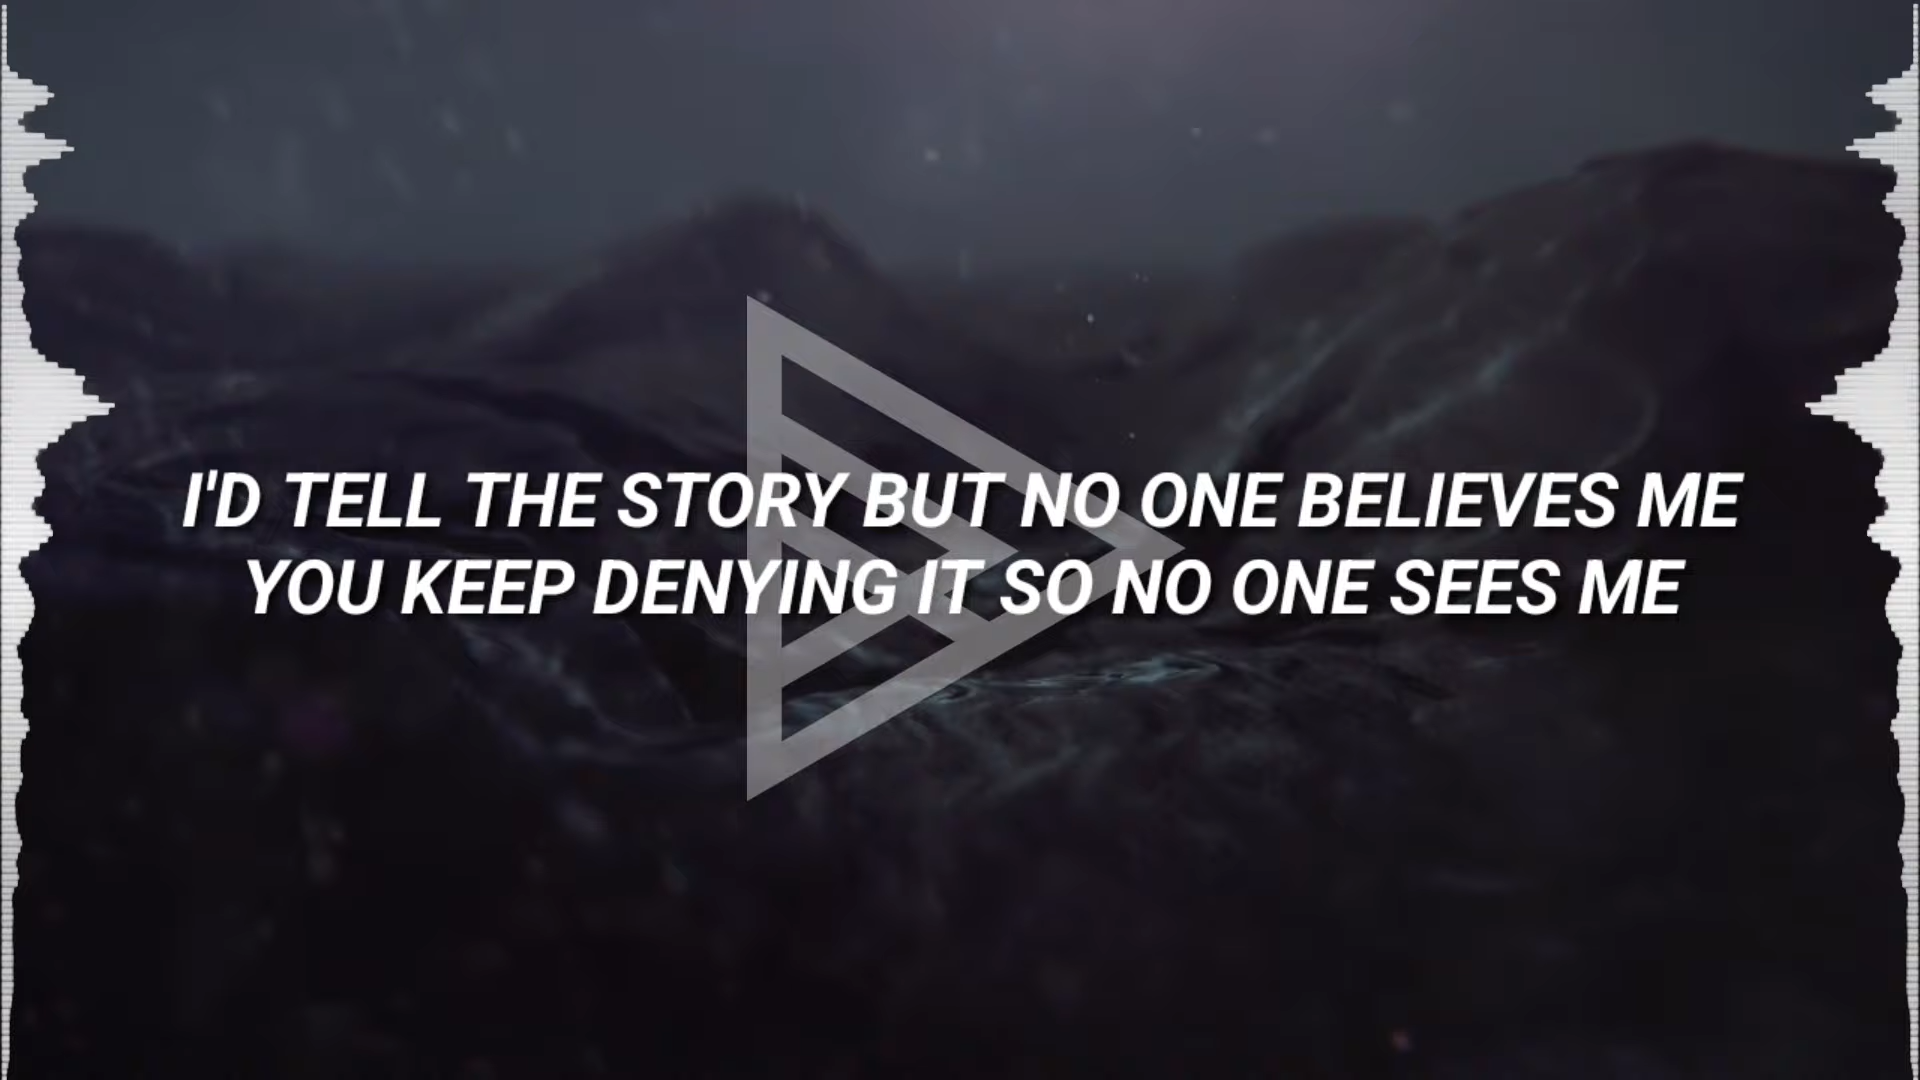 I'D TELL THE STORY BUT NO ONE BELIEVES ME
YOU KEEP DENYING IT SO NO ONE SEES ME